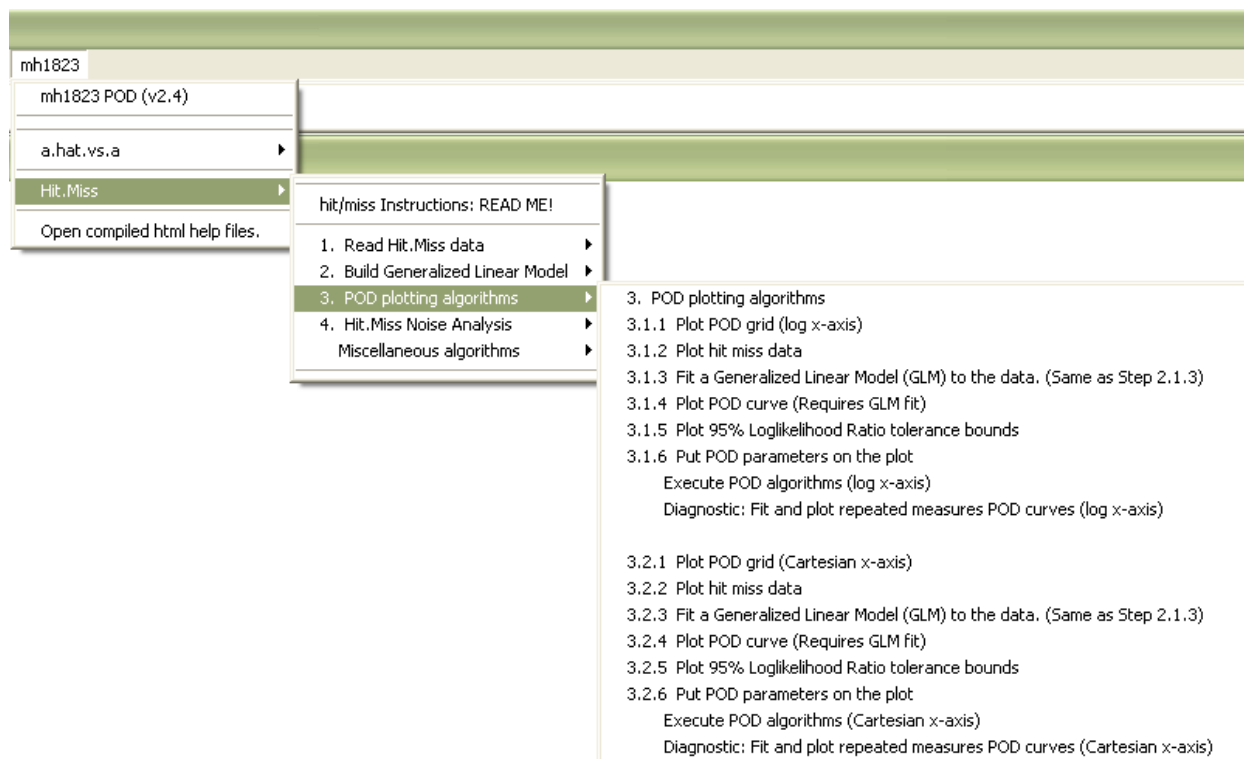 mh1823
mh1823 POD (v2.4)
a.hat.vs.a
Hit.Miss
Open compiled html help files.
hit/miss Instructions: READ ME!
1. Read Hit.Miss data
2. Build Generalized Linear Model
3. POD plotting algorithms
4. Hit.Miss Noise Analysis
Miscellaneous algorithms
3. POD plotting algorithms
3.1.1 Plot POD grid (log x-axis)
3.1.2 Plot hit miss data
3.1.3 Fit a Generalized Linear Model (GLM) to the data. (Same as Step 2.1.3)
3.1.4 Plot POD curve (Requires GLM fit)
3.1.5 Plot 95% Loglikelihood Ratio tolerance bounds
3.1.6 Put POD parameters on the plot
Execute POD algorithms (log x-axis)
Diagnostic: Fit and plot repeated measures POD curves (log x-axis)
3.2.1 Plot POD grid (Cartesian x-axis)
3.2.2 Plot hit miss data
3.2.3 Fit a Generalized Linear Model (GLM) to the data. (Same as Step 2.1.3)
3.2.4 Plot POD curve (Requires GLM fit)
3.2.5 Plot 95% Loglikelihood Ratio tolerance bounds
3.2.6 Put POD parameters on the plot
Execute POD algorithms (Cartesian x-axis)
Diagnostic: Fit and plot repeated measures POD curves (Cartesian x-axis)